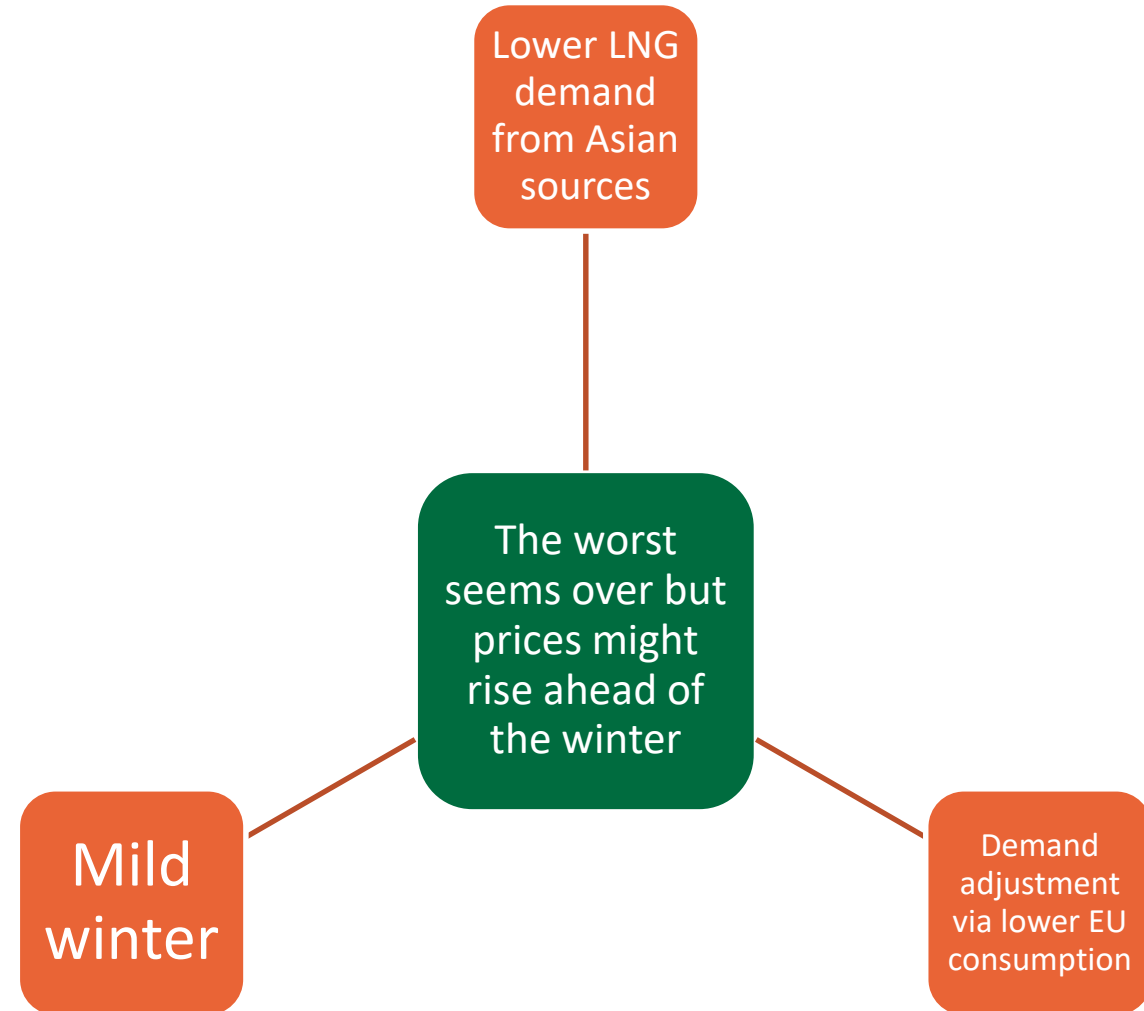 Lower LNG
demand
from Asian
sources
The worst
seems over but
prices might
rise ahead of
the winter
Mild
winter
Demand
adjustment
via lower EU
consumption